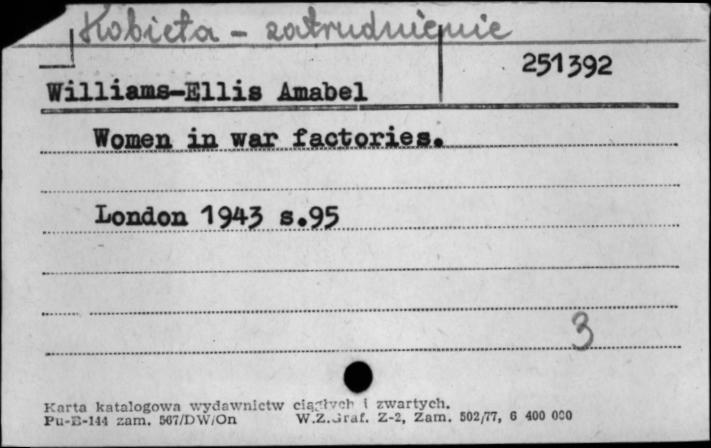 Kobieta - zatrudnienie
251392
Williams-Ellis Amabel
Women in war factories.
London 1943 s.95
3
Karta katalogowa wydawnictw ciągłych i zwartych.
Pu-B-144 zam. 567/DW/On W.Z.Graf. Z-2, Zam. 502/77, 6 400 000